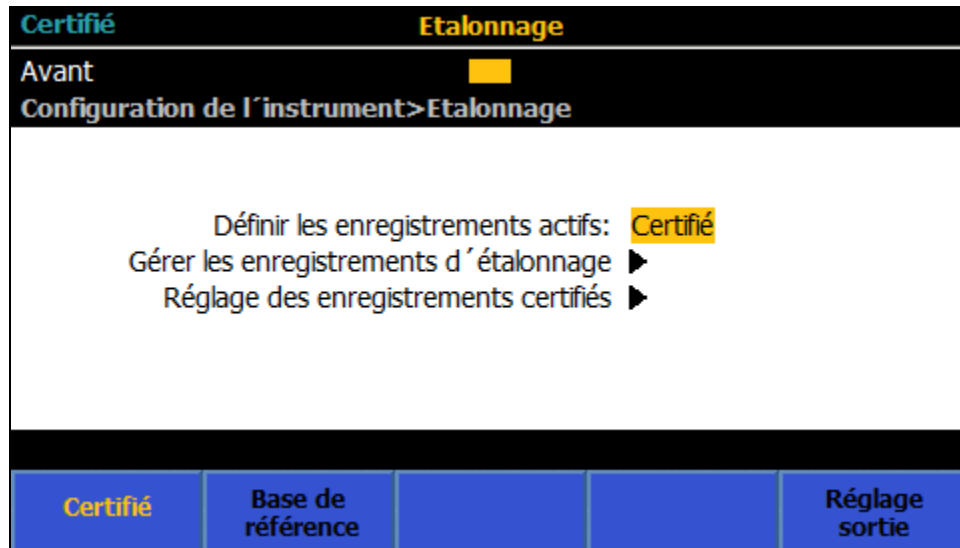 Certifié Etalonnage
Avant
Configuration de l´instrument>Etalonnage
Définir les enregistrements actifs: Certifié
Gérer les enregistrements d´étalonnage
Réglage des enregistrements certifiés
Certifié
Base de
référence
Réglage
sortie